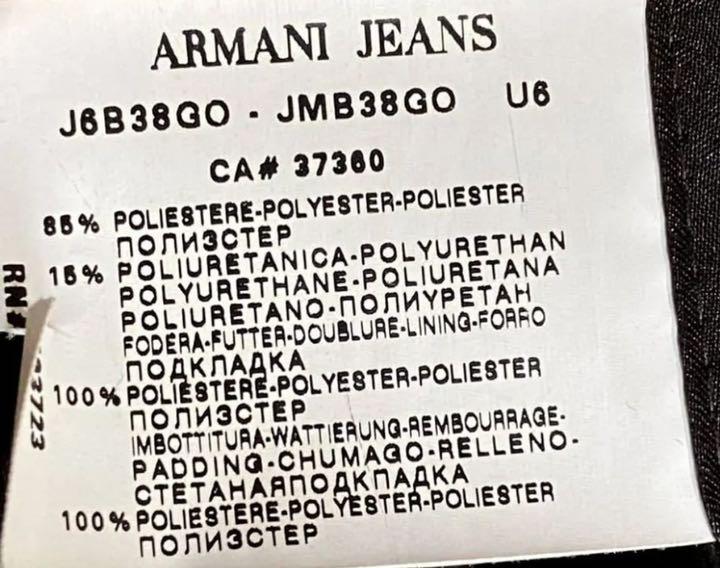 ARMANI JEANS
J6B38GO - JMB38GO U6
CA# 37360
85% POLIESTERE-POLYESTER-POLIESTER
ПОЛИЭСТЕР
15% POLIURETANICA-POLYURETHAN
POLYURETHANE-POLIURETANA
POLIURETANO-ПОЛИУРЕТАН
FODERA-FUTTER-DOUBLURE-LINING-FORRO
ПОДКЛАДКА
100% POLIESTERE-POLYESTER-POLIESTER
ПОЛИЭСТЕР
IMBOTTITURA-WATTIERUNG-REMBOURRAGE-
PADDING-CHUMAGO-RELLENO-
СТЕГАНАЯПОДКЛАДКА
100% POLIESTERE-POLYESTER-POLIESTER
ПОЛИЭСТЕР
RN#